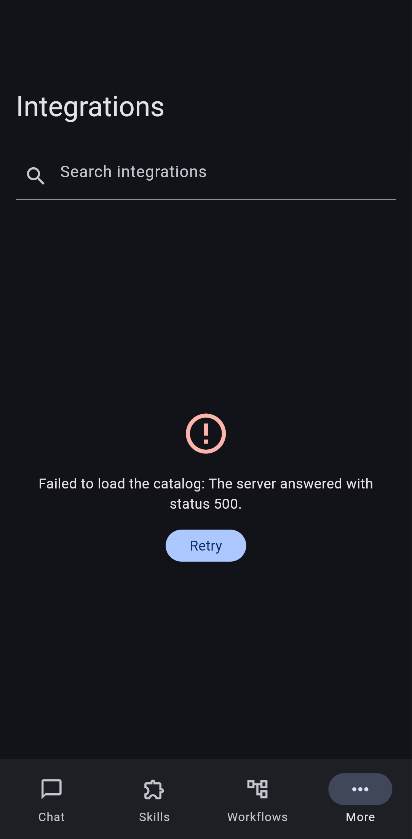 Integrations
Search integrations
Failed to load the catalog: The server answered with
status 500.
Retry
Chat
Skills
Workflows
More